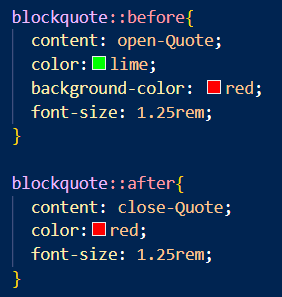 blockquote::before{
content: open-Quote;
color: lime;
background-color: red;
font-size: 1.25rem;
}
blockquote::after{
content: close-Quote;
color: red;
font-size: 1.25rem;
}